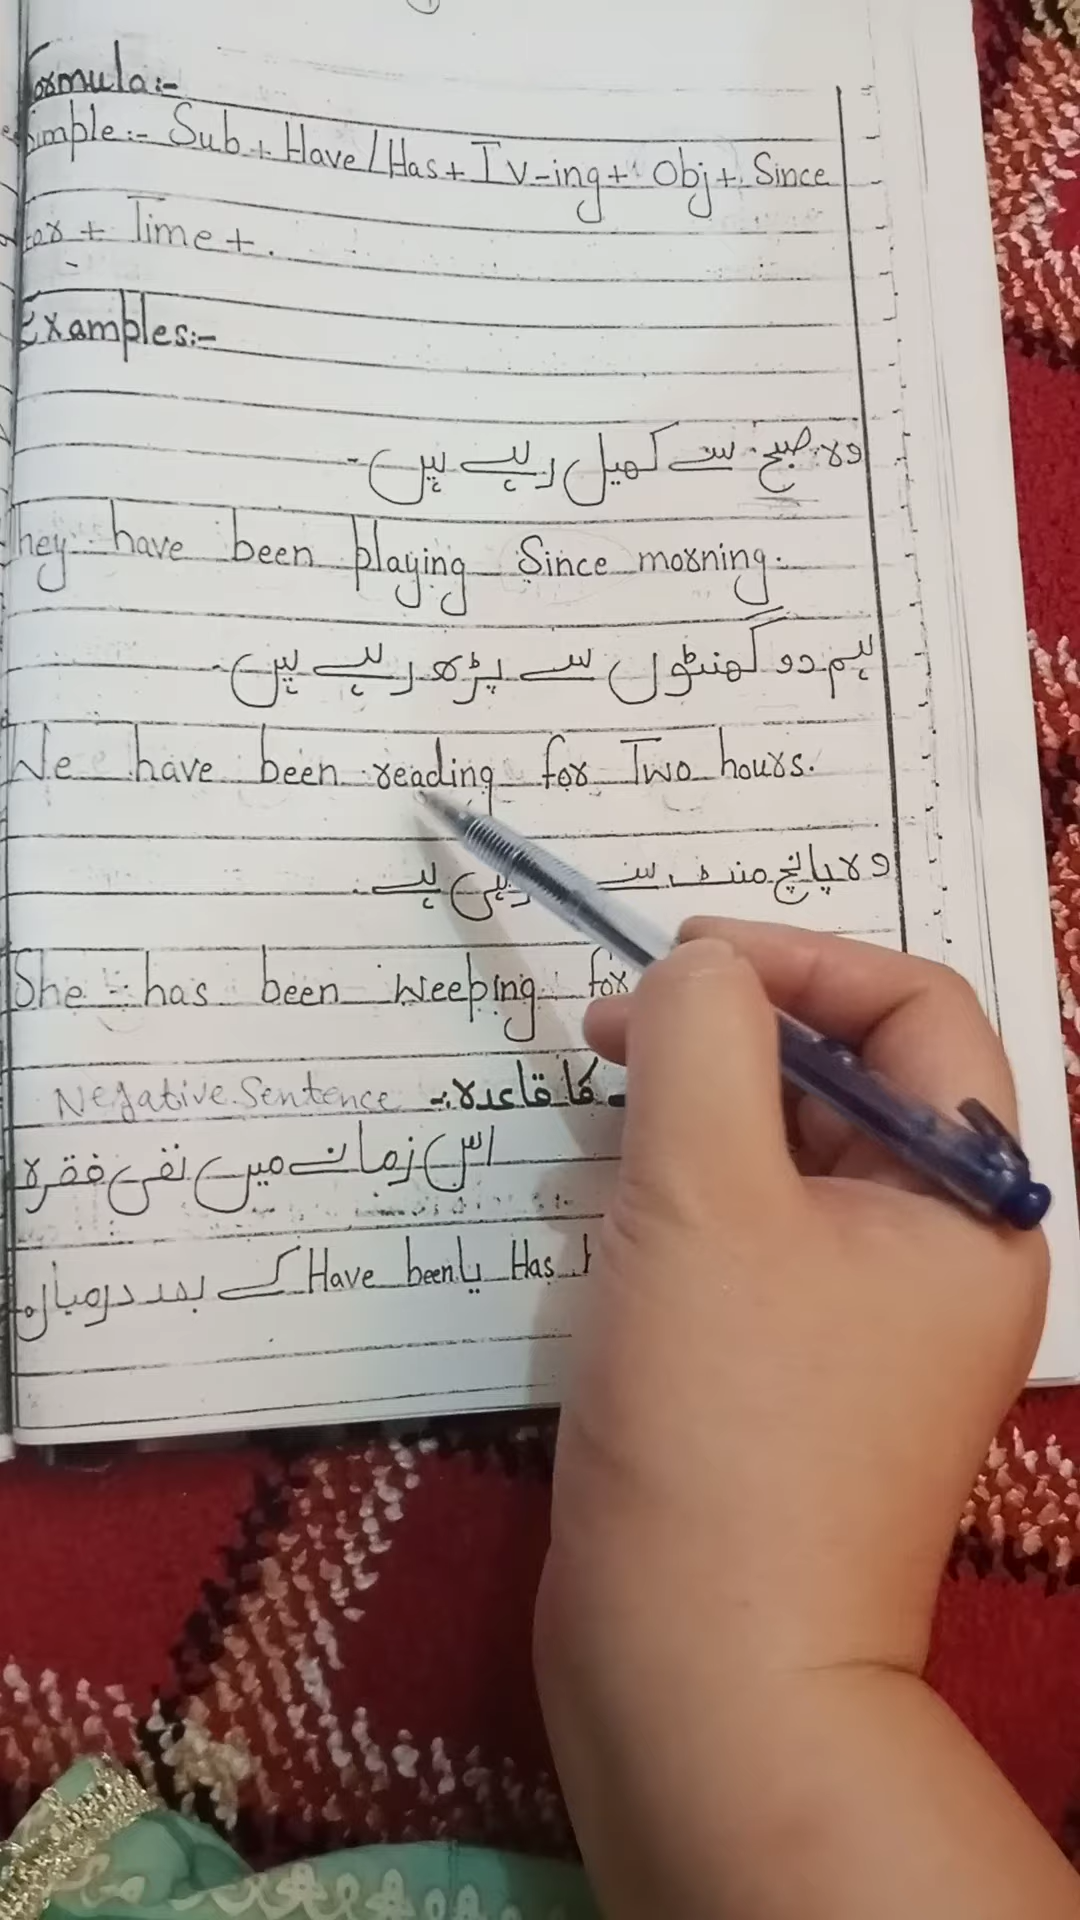 Formula:-
Simple:- Sub + Have/Has + Iv-ing + Obj + Since
for + Time + .
Examples:-
وہ صبح سے کھیل رہے ہیں۔
They have been playing Since morning.
ہم دو گھنٹوں سے پڑھ رہے ہیں۔
We have been reading for Two hours.
وہ پانچ منٹ سے رہی ہے۔
She has been weeping for
Negative Sentence کا قاعدہ:-
اس زمانے میں نفی فقرہ
Has یا Have been کے بعد درمیان